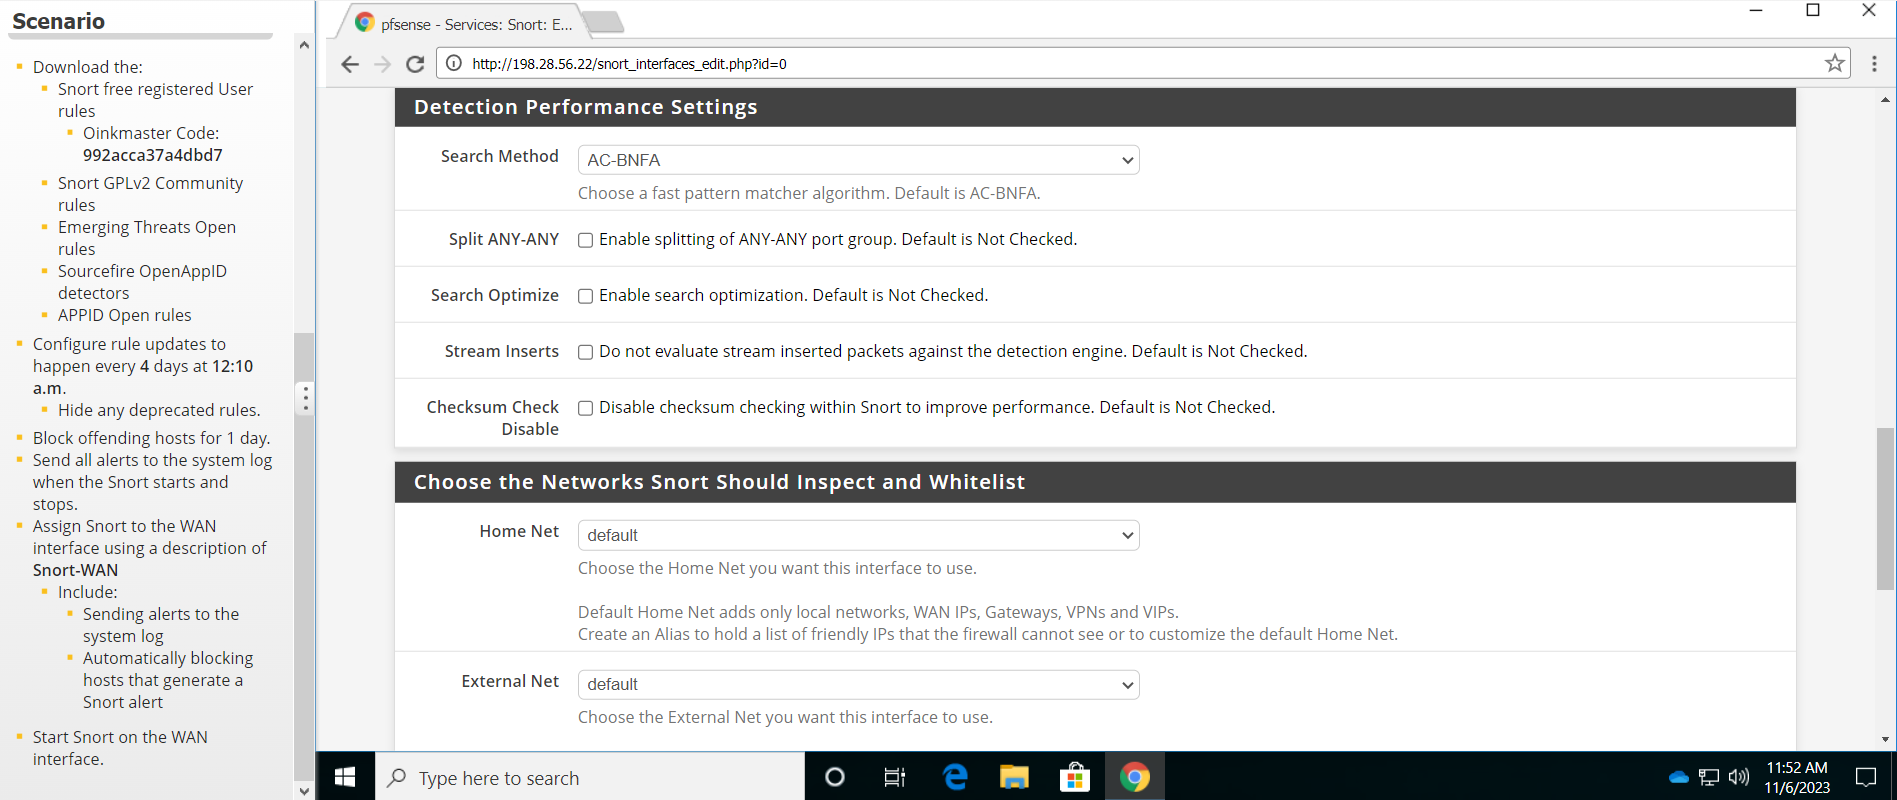 Scenario
Download the:
Snort free registered User
rules
Oinkmaster Code:
992acca37a4dbd7
Snort GPLv2 Community
rules
Emerging Threats Open
rules
Sourcefire OpenAppID
detectors
APPID Open rules
Configure rule updates to
happen every 4 days at 12:10
a.m.
Hide any deprecated rules.
Block offending hosts for 1 day.
Send all alerts to the system log
when the Snort starts and
stops.
Assign Snort to the WAN
interface using a description of
Snort-WAN
Include:
Sending alerts to the
system log
Automatically blocking
hosts that generate a
Snort alert
Start Snort on the WAN
interface.
pfsense - Services: Snort: E...
http://198.28.56.22/snort_interfaces_edit.php?id=0
Detection Performance Settings
Search Method AC-BNFA
Choose a fast pattern matcher algorithm. Default is AC-BNFA.
Split ANY-ANY Enable splitting of ANY-ANY port group. Default is Not Checked.
Search Optimize Enable search optimization. Default is Not Checked.
Stream Inserts Do not evaluate stream inserted packets against the detection engine. Default is Not Checked.
Checksum Check Disable checksum checking within Snort to improve performance. Default is Not Checked.
Disable
Choose the Networks Snort Should Inspect and Whitelist
Home Net default
Choose the Home Net you want this interface to use.
Default Home Net adds only local networks, WAN IPs, Gateways, VPNs and VIPs.
Create an Alias to hold a list of friendly IPs that the firewall cannot see or to customize the default Home Net.
External Net default
Choose the External Net you want this interface to use.
Type here to search
11:52 AM
11/6/2023